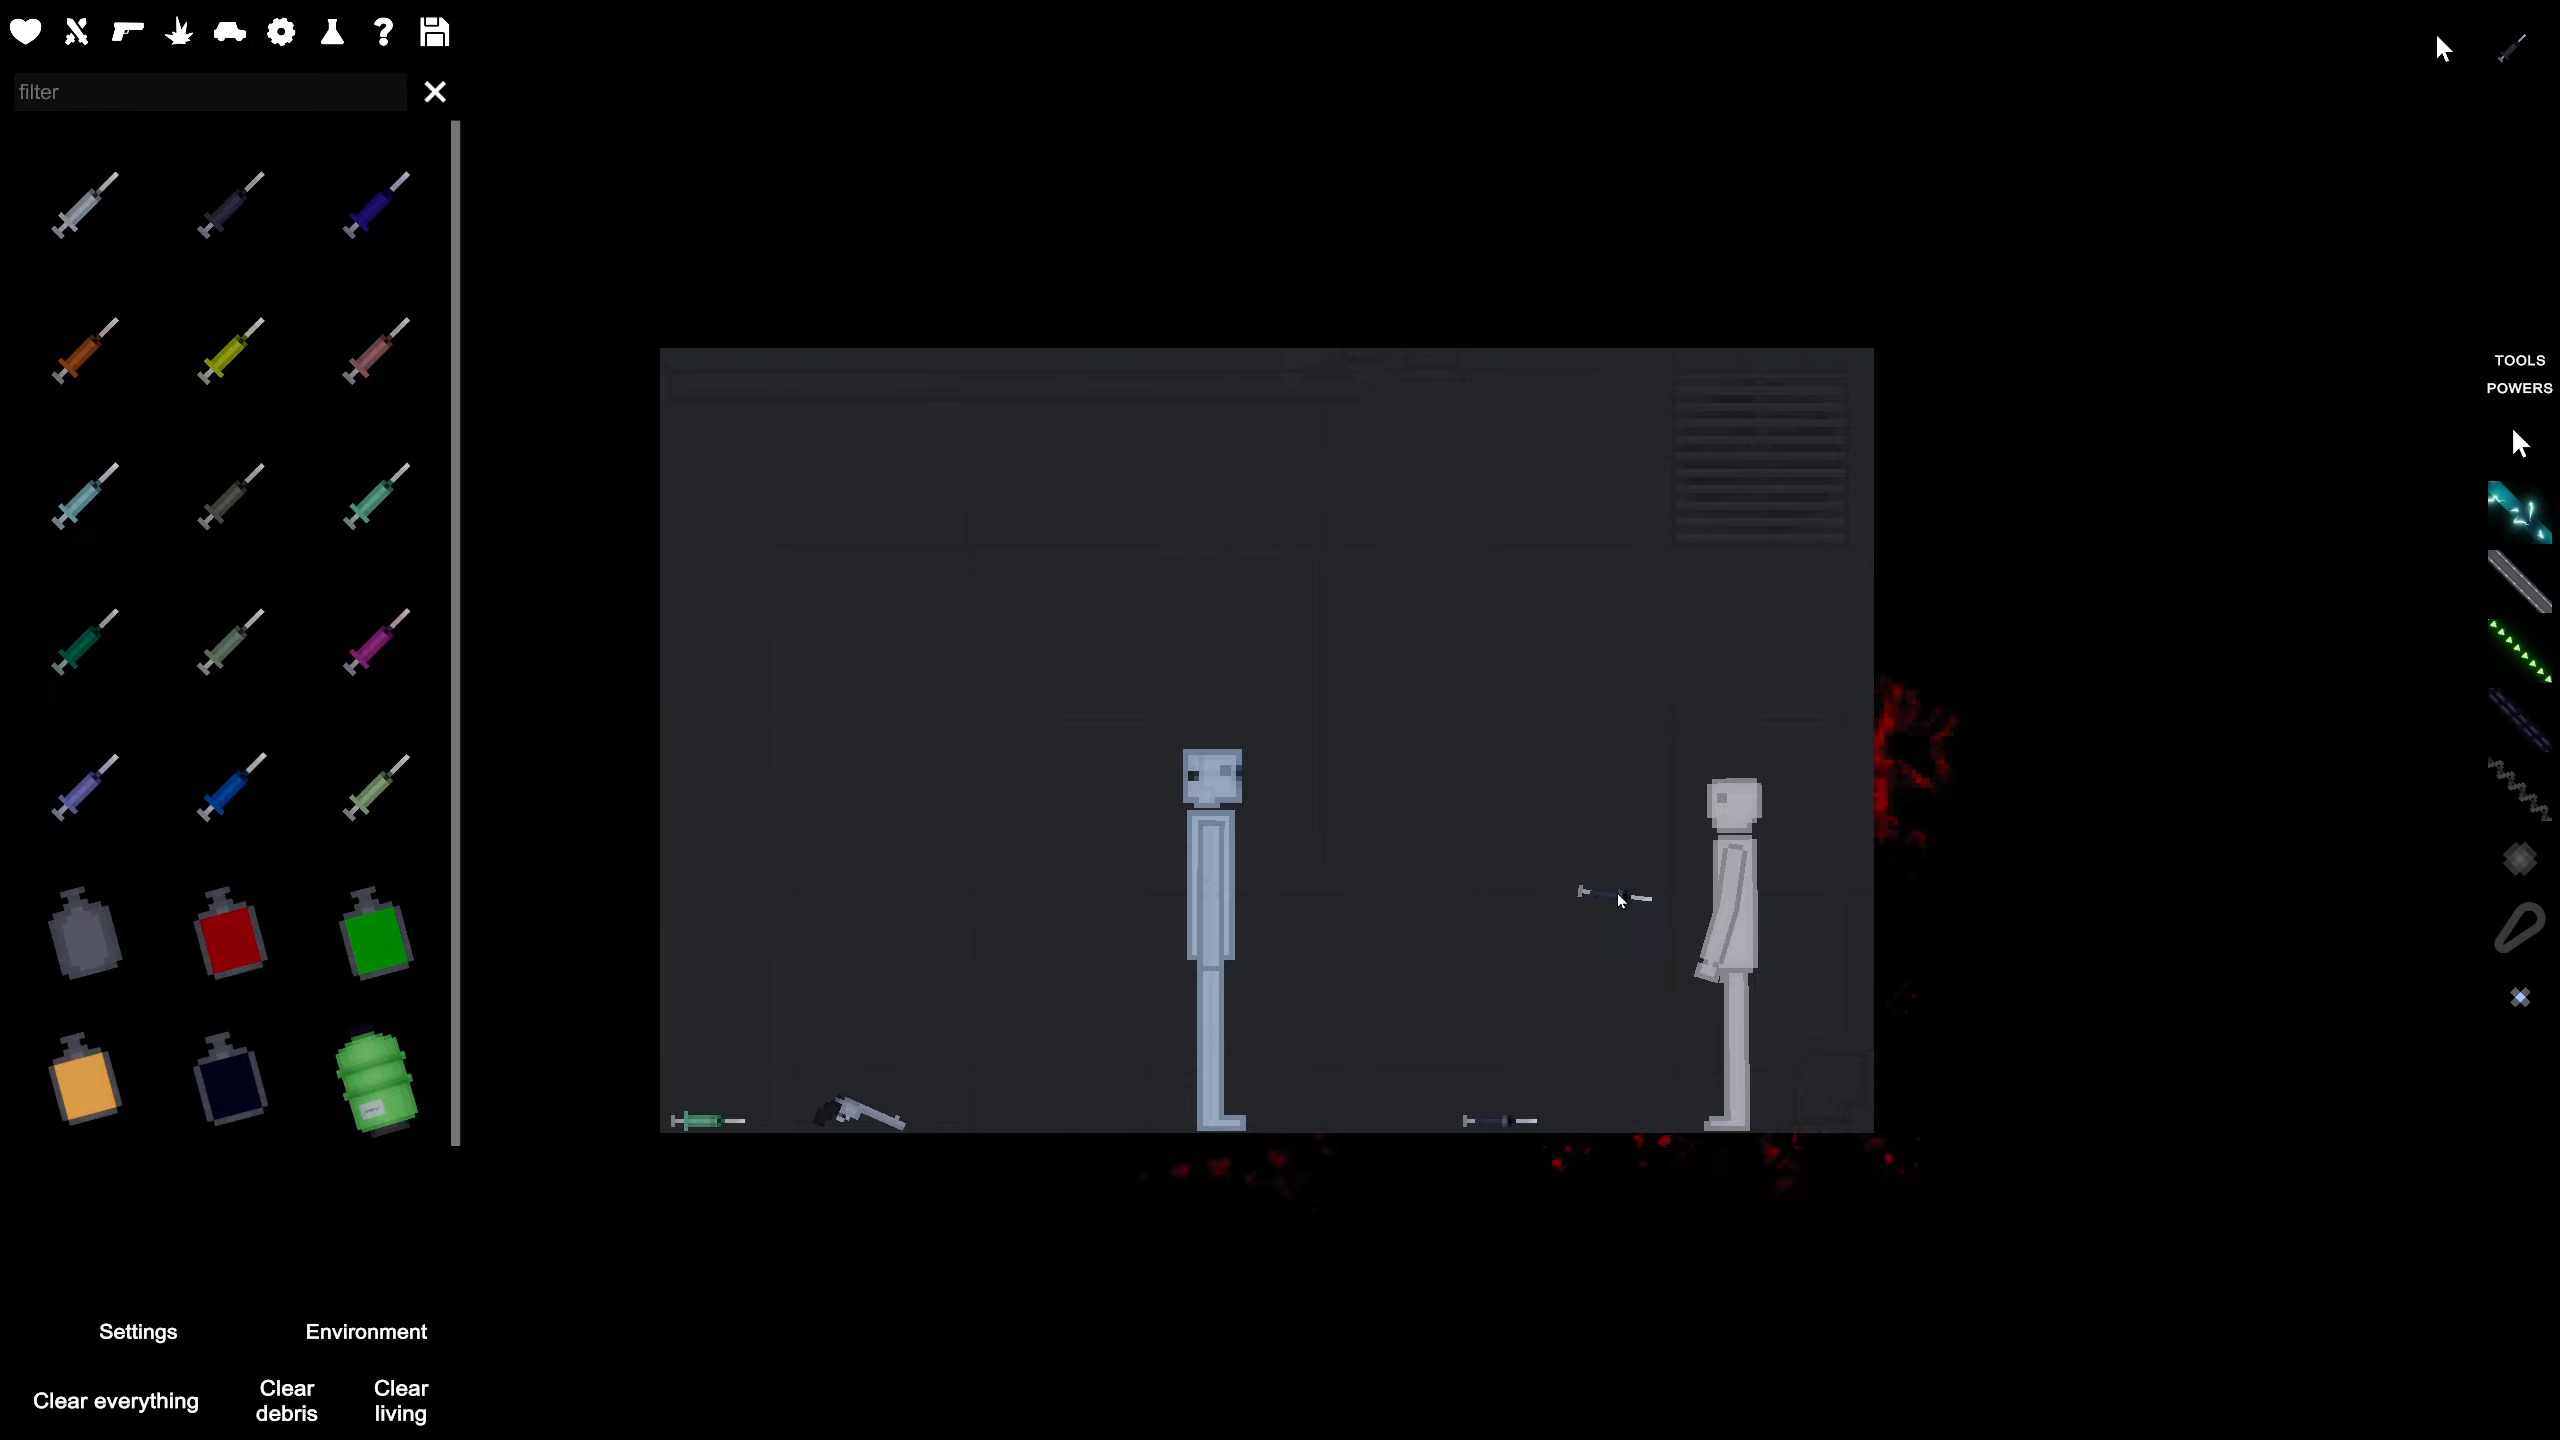 filter
TOOLS
POWERS
Settings
Environment
Clear everything
Clear
debris
Clear
living